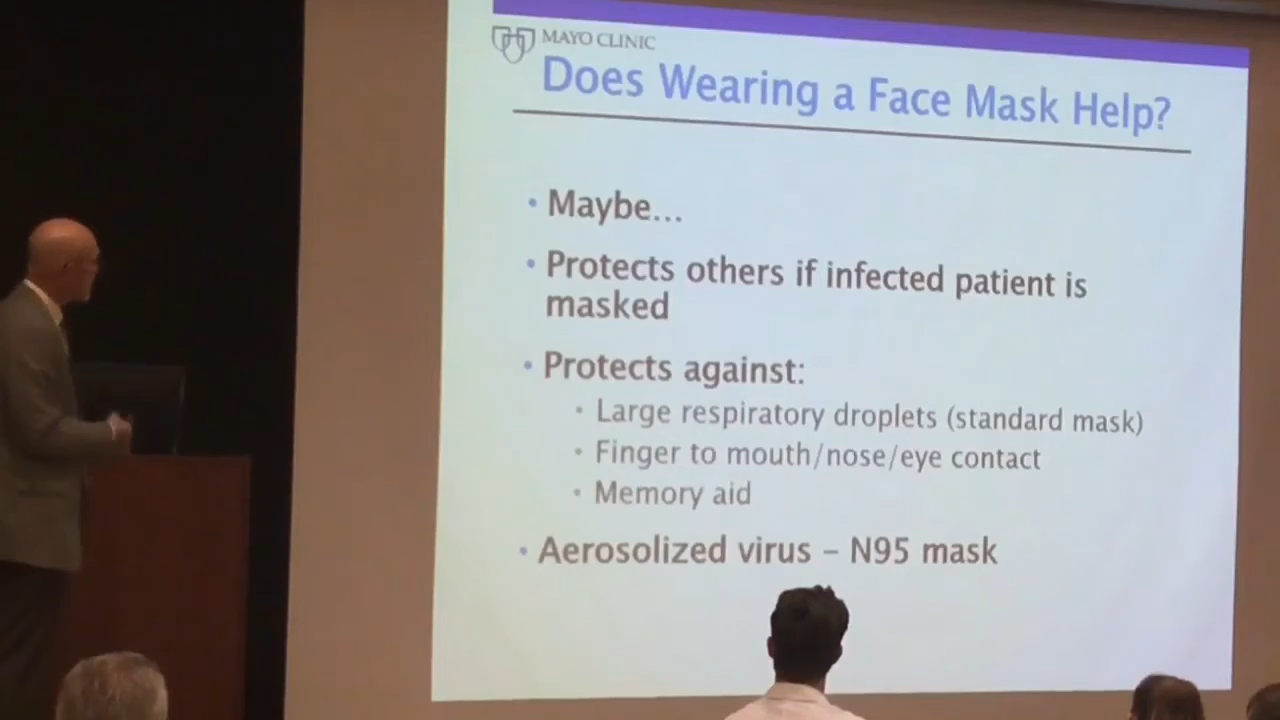 MAYO CLINIC
Does Wearing a Face Mask Help?
• Maybe...
• Protects others if infected patient is
masked
• Protects against:
• Large respiratory droplets (standard mask)
• Finger to mouth/nose/eye contact
• Memory aid
• Aerosolized virus – N95 mask